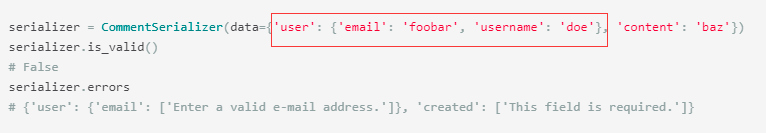 serializer = CommentSerializer(data={'user': {'email': 'foobar', 'username': 'doe'}, 'content': 'baz'})
serializer.is_valid()
# False
serializer.errors
# {'user': {'email': ['Enter a valid e-mail address.']}, 'created': ['This field is required.']}